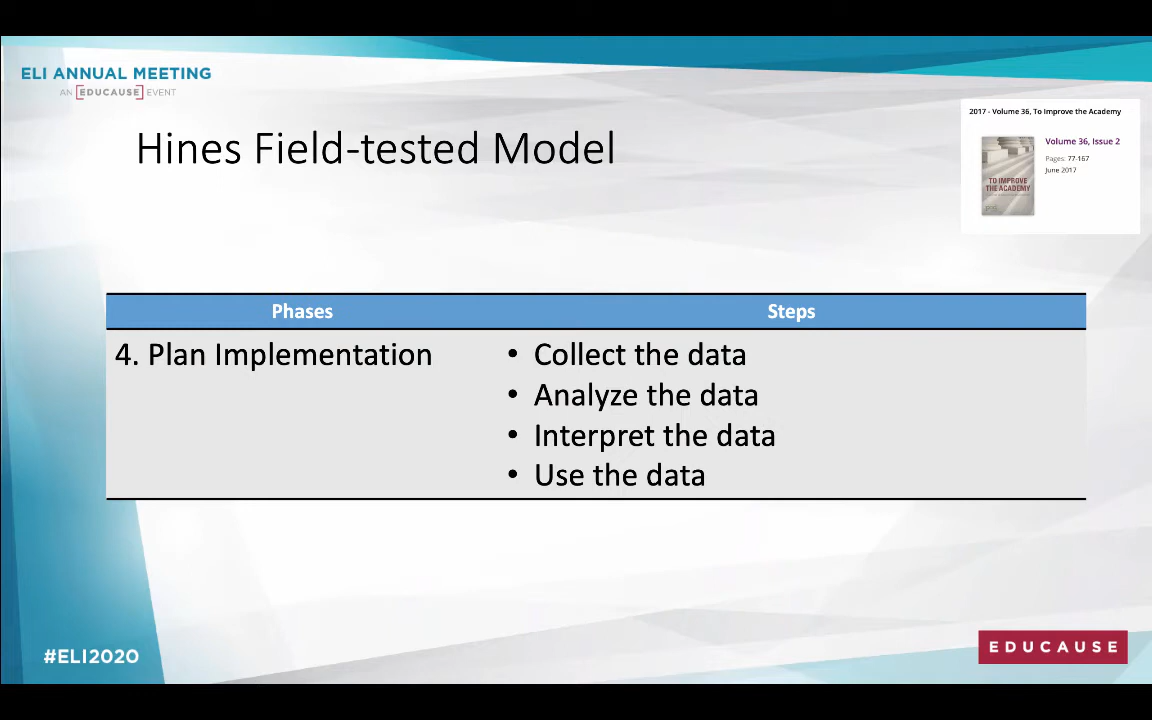 ELI ANNUAL MEETING
AN [EDUCAUSE] EVENT
2017 - Volume 36, To Improve the Academy
Hines Field-tested Model
Volume 36, Issue 2
Pages: 77-167
June 2017
TO IMPROVE
THE ACADEMY
Phases Steps
4. Plan Implementation • Collect the data
• Analyze the data
• Interpret the data
• Use the data
#ELI2020
EDUCAUSE